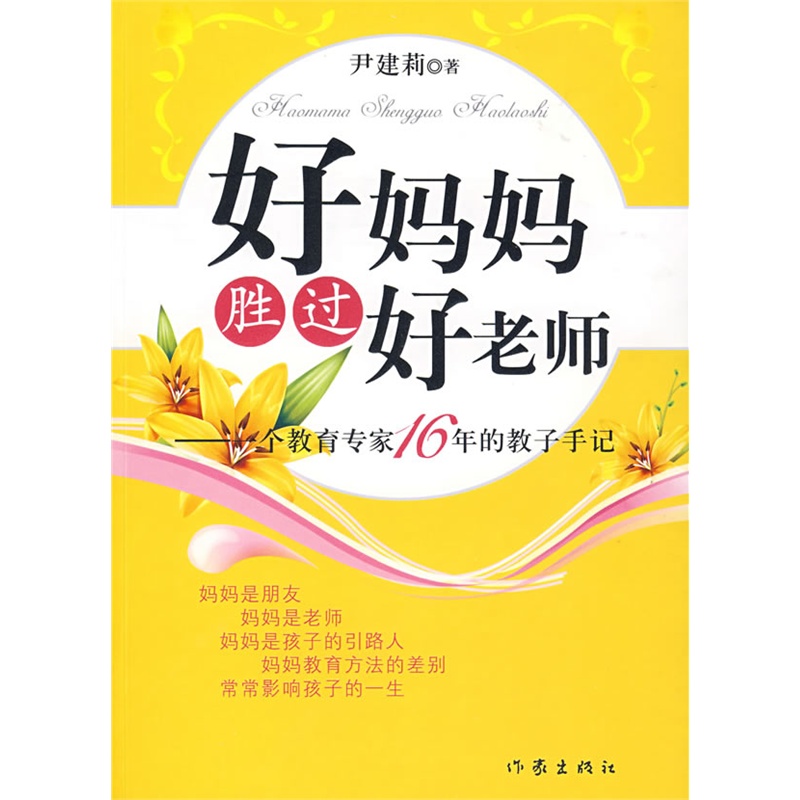 尹建莉◎著
Haomama Shengguo Haolaoshi
好妈妈
胜过好老师
——一个教育专家16年的教子手记
妈妈是朋友
妈妈是老师
妈妈是孩子的引路人
妈妈教育方法的差别
常常影响孩子的一生
作家出版社